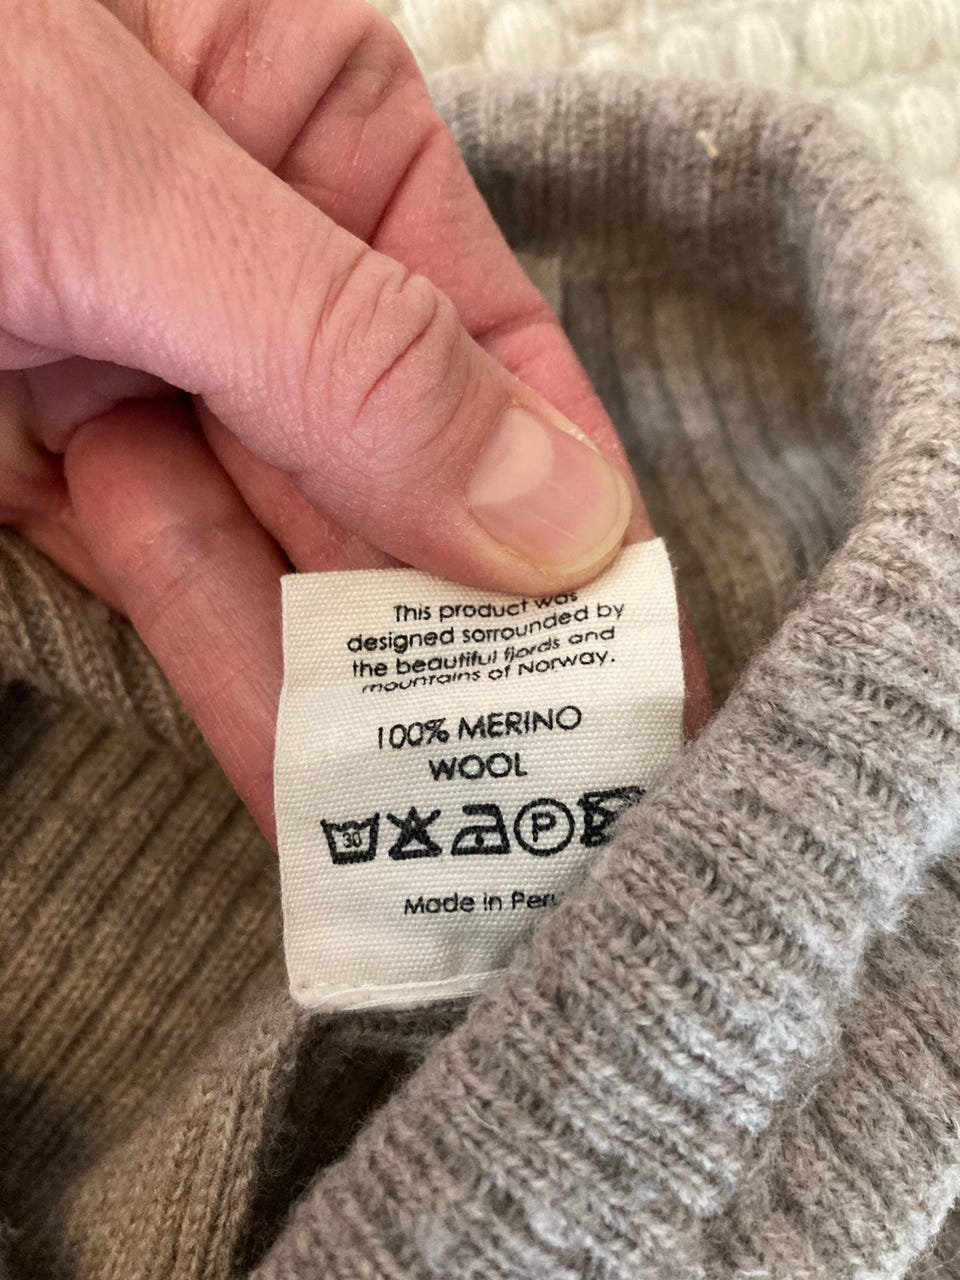 This product was
designed sorrounded by
the beautiful fjords and
mountains of Norway.
100% MERINO
WOOL
30 P
Made in